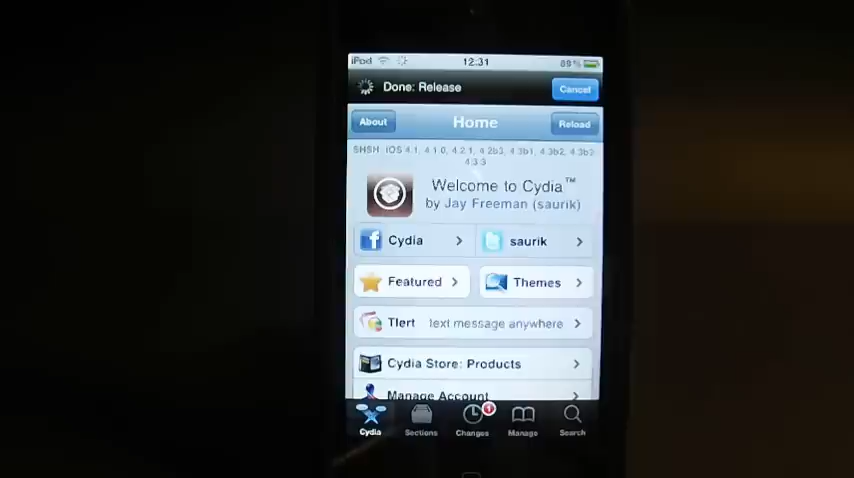 iPod 12:31 89%
Done: Release Cancel
About Home Reload
SHSH: iOS 4.1, 4.1.0, 4.2.1, 4.2b3, 4.3b1, 4.3b2, 4.3b3
4.3.3
Welcome to Cydia™
by Jay Freeman (saurik)
Cydia saurik
Featured Themes
Tlert text message anywhere
Cydia Store: Products
Manage Account
1
Cydia Sections Changes Manage Search